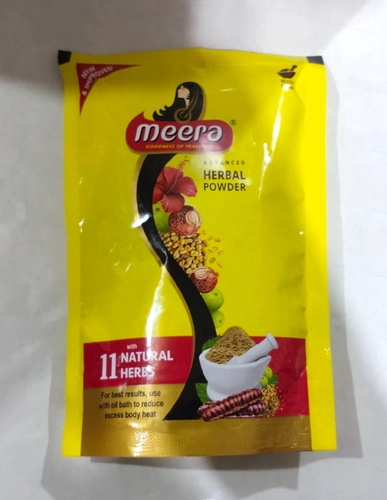 NEW
& IMPROVED
meera®
GOODNESS OF TRADITION
ADVANCED
HERBAL
POWDER
with
11 NATURAL
HERBS
For best results, use
with oil bath to reduce
excess body heat